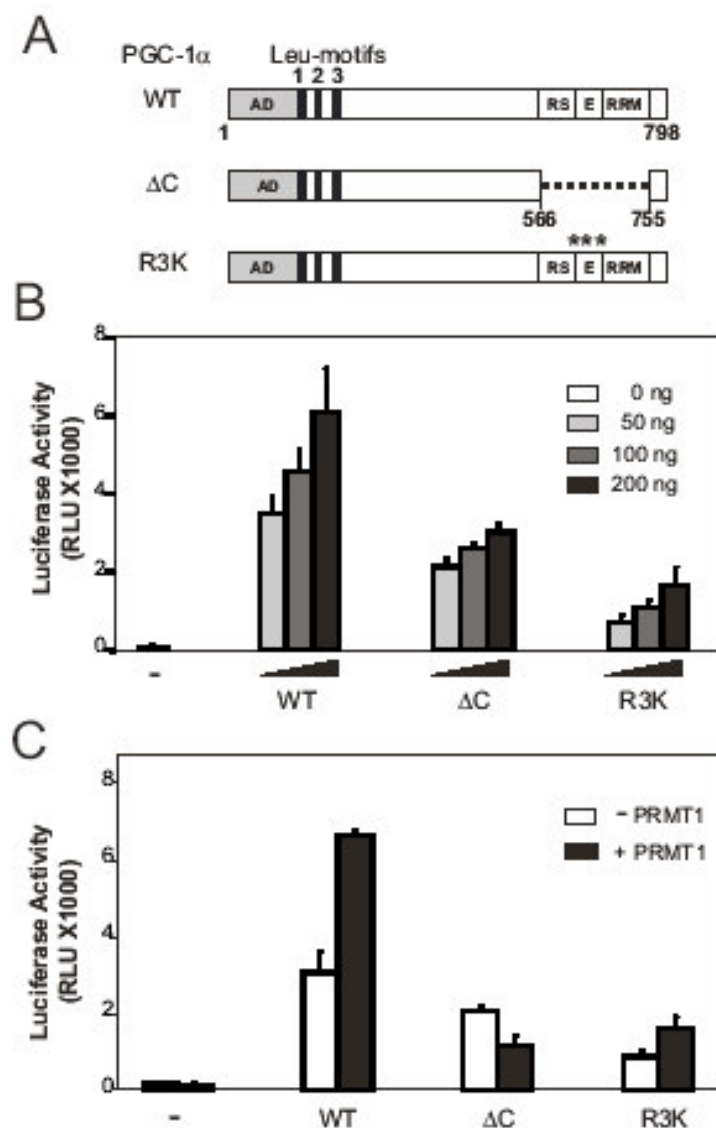 A
PGC-1α Leu-motifs
1 2 3
WT AD RS E RRM
1 798
ΔC AD
566 755
***
R3K AD RS E RRM
B
Luciferase Activity
(RLU X1000)
8
6
4
2
0
0 ng
50 ng
100 ng
200 ng
- WT ΔC R3K
C
Luciferase Activity
(RLU X1000)
8
6
4
2
0
- PRMT1
+ PRMT1
- WT ΔC R3K